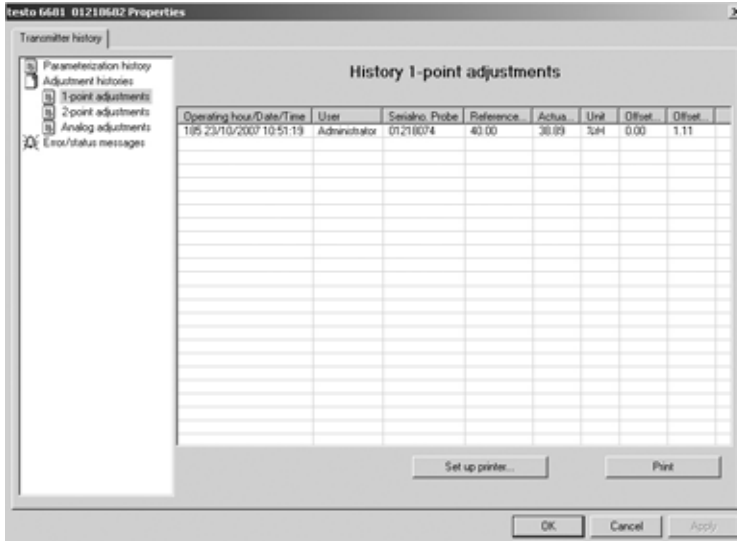 testo 6681 01218682 Properties
Transmitter history
Parameterization history
Adjustment histories
1-point adjustments
2-point adjustments
Analog adjustments
Error/status messages
History 1-point adjustments
Operating hour/Date/Time User Serialno. Probe Reference... Actua... Unit Offset... Offset...
185 23/10/2007 10:51:19 Administrator 01218074 40.00 38.89 %rH 0.00 1.11
Set up printer... Print
OK Cancel Apply